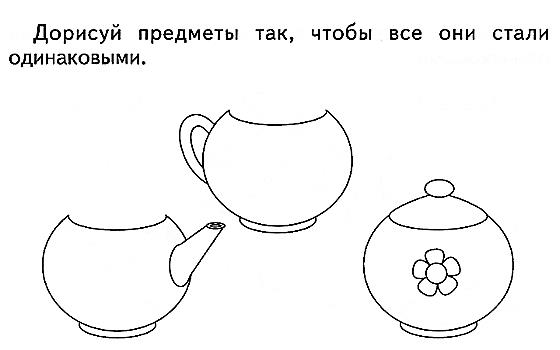 Дорисуй предметы так, чтобы все они стали
одинаковыми.